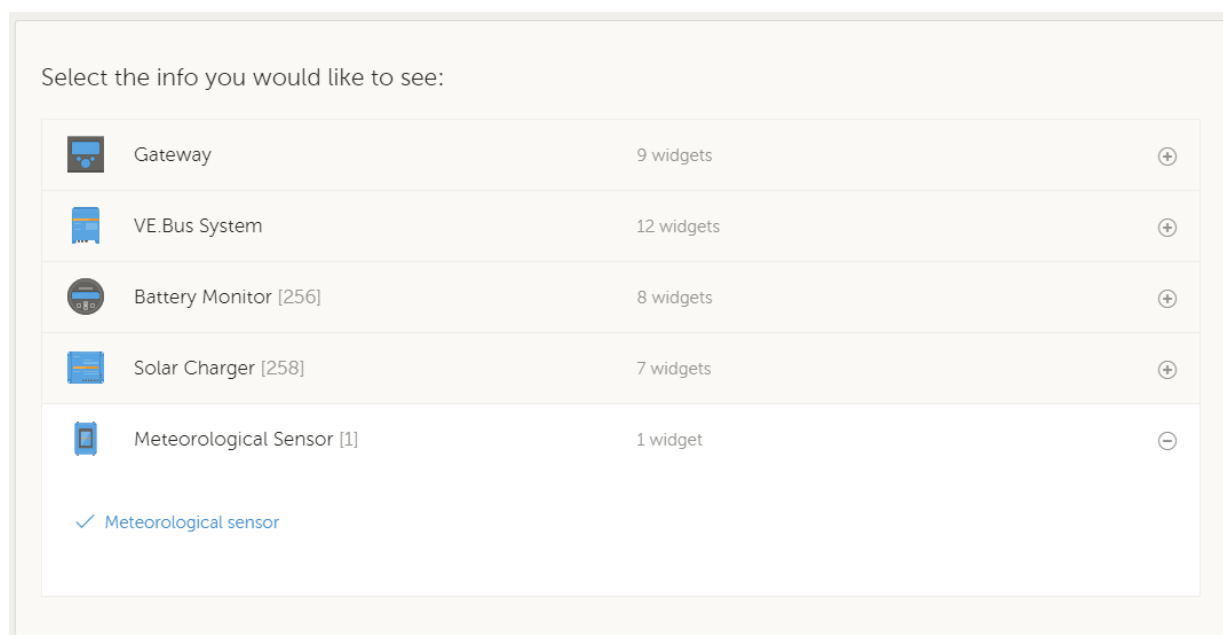 Select the info you would like to see:
Gateway 9 widgets
VE.Bus System 12 widgets
Battery Monitor [256] 8 widgets
Solar Charger [258] 7 widgets
Meteorological Sensor [1] 1 widget
Meteorological sensor